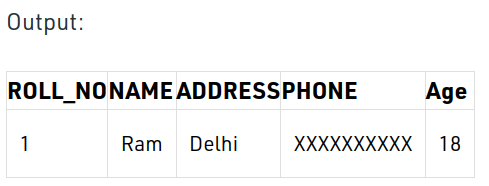 Output:
ROLL_NO NAME ADDRESS PHONE Age
1 Ram Delhi XXXXXXXXXX 18